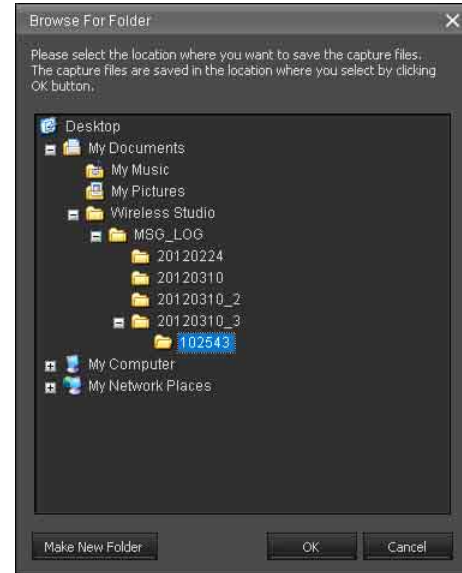 Browse For Folder
Please select the location where you want to save the capture files.
The capture files are saved in the location where you select by clicking
OK button.
Desktop
My Documents
My Music
My Pictures
Wireless Studio
MSG_LOG
20120224
20120310
20120310_2
20120310_3
102543
My Computer
My Network Places
Make New Folder
OK
Cancel